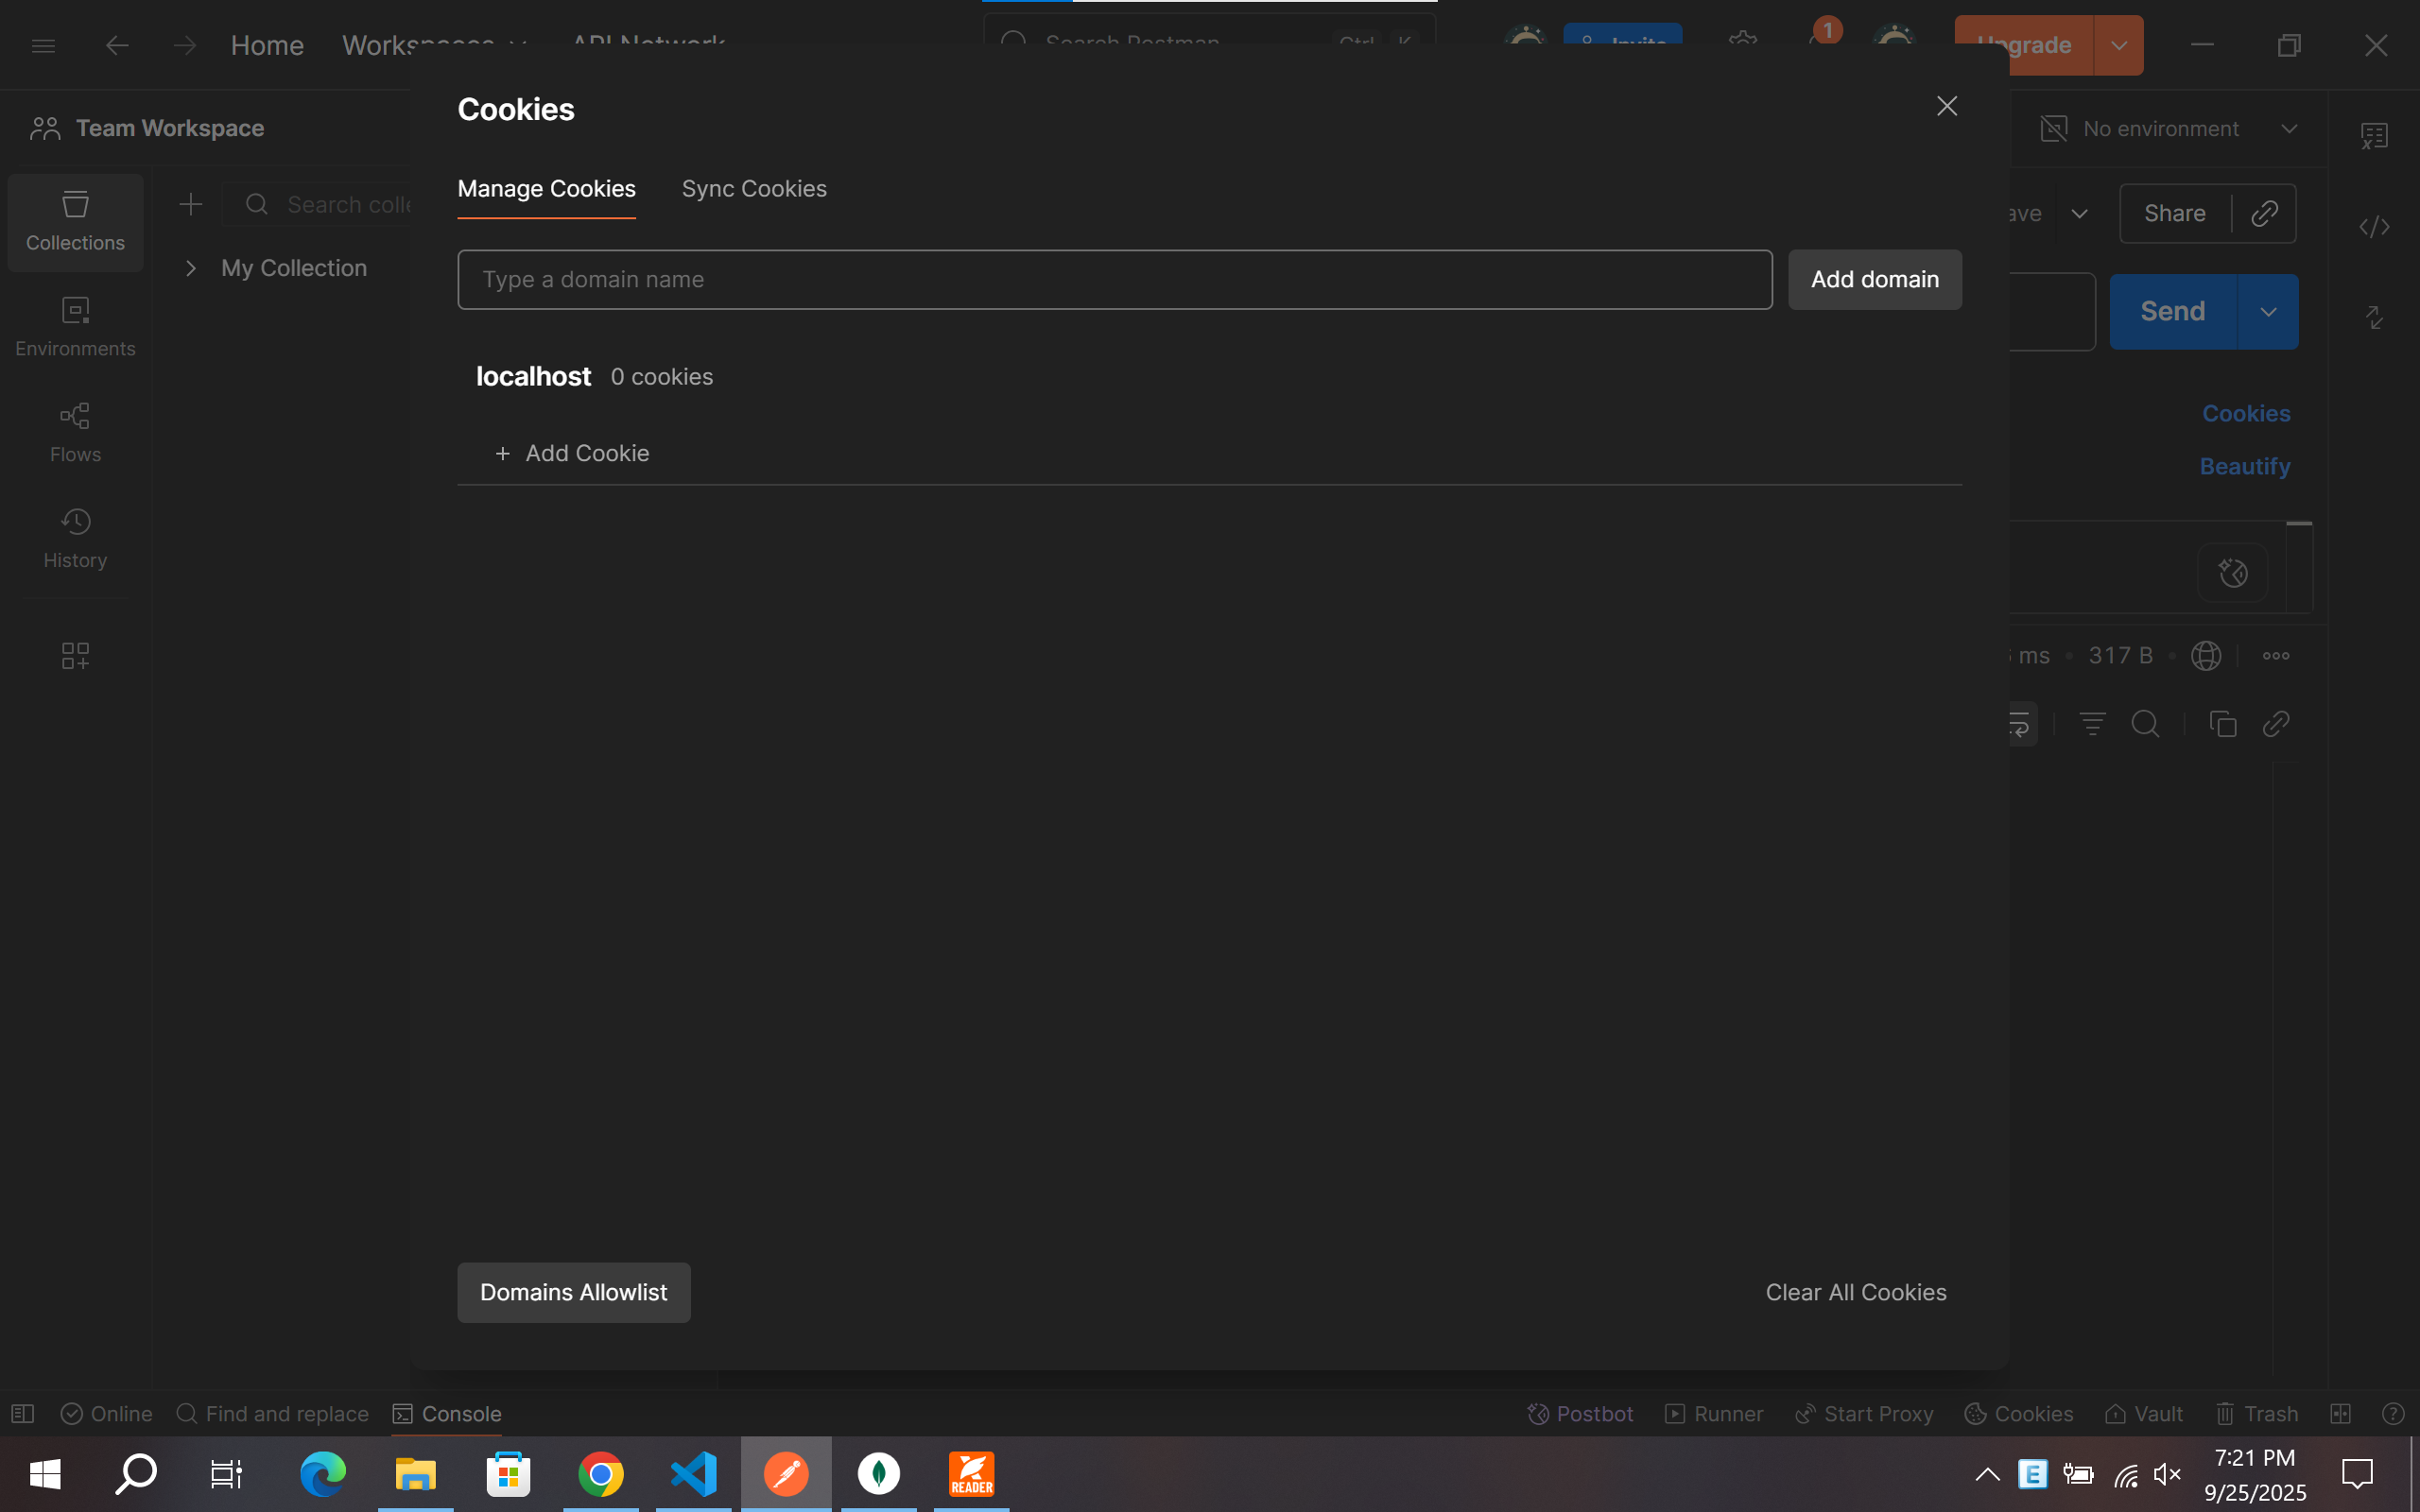 Home
Workspaces
API Network
Search Postman
Ctrl K
Invite
1
Upgrade
Team Workspace
No environment
Cookies
Manage Cookies
Sync Cookies
Type a domain name
Add domain
localhost 0 cookies
+ Add Cookie
Domains Allowlist
Clear All Cookies
Collections
Environments
Flows
History
My Collection
Share
Send
Cookies
Beautify
ms
317 B
Online
Find and replace
Console
Postbot
Runner
Start Proxy
Cookies
Vault
Trash
READER
E
7:21 PM
9/25/2025